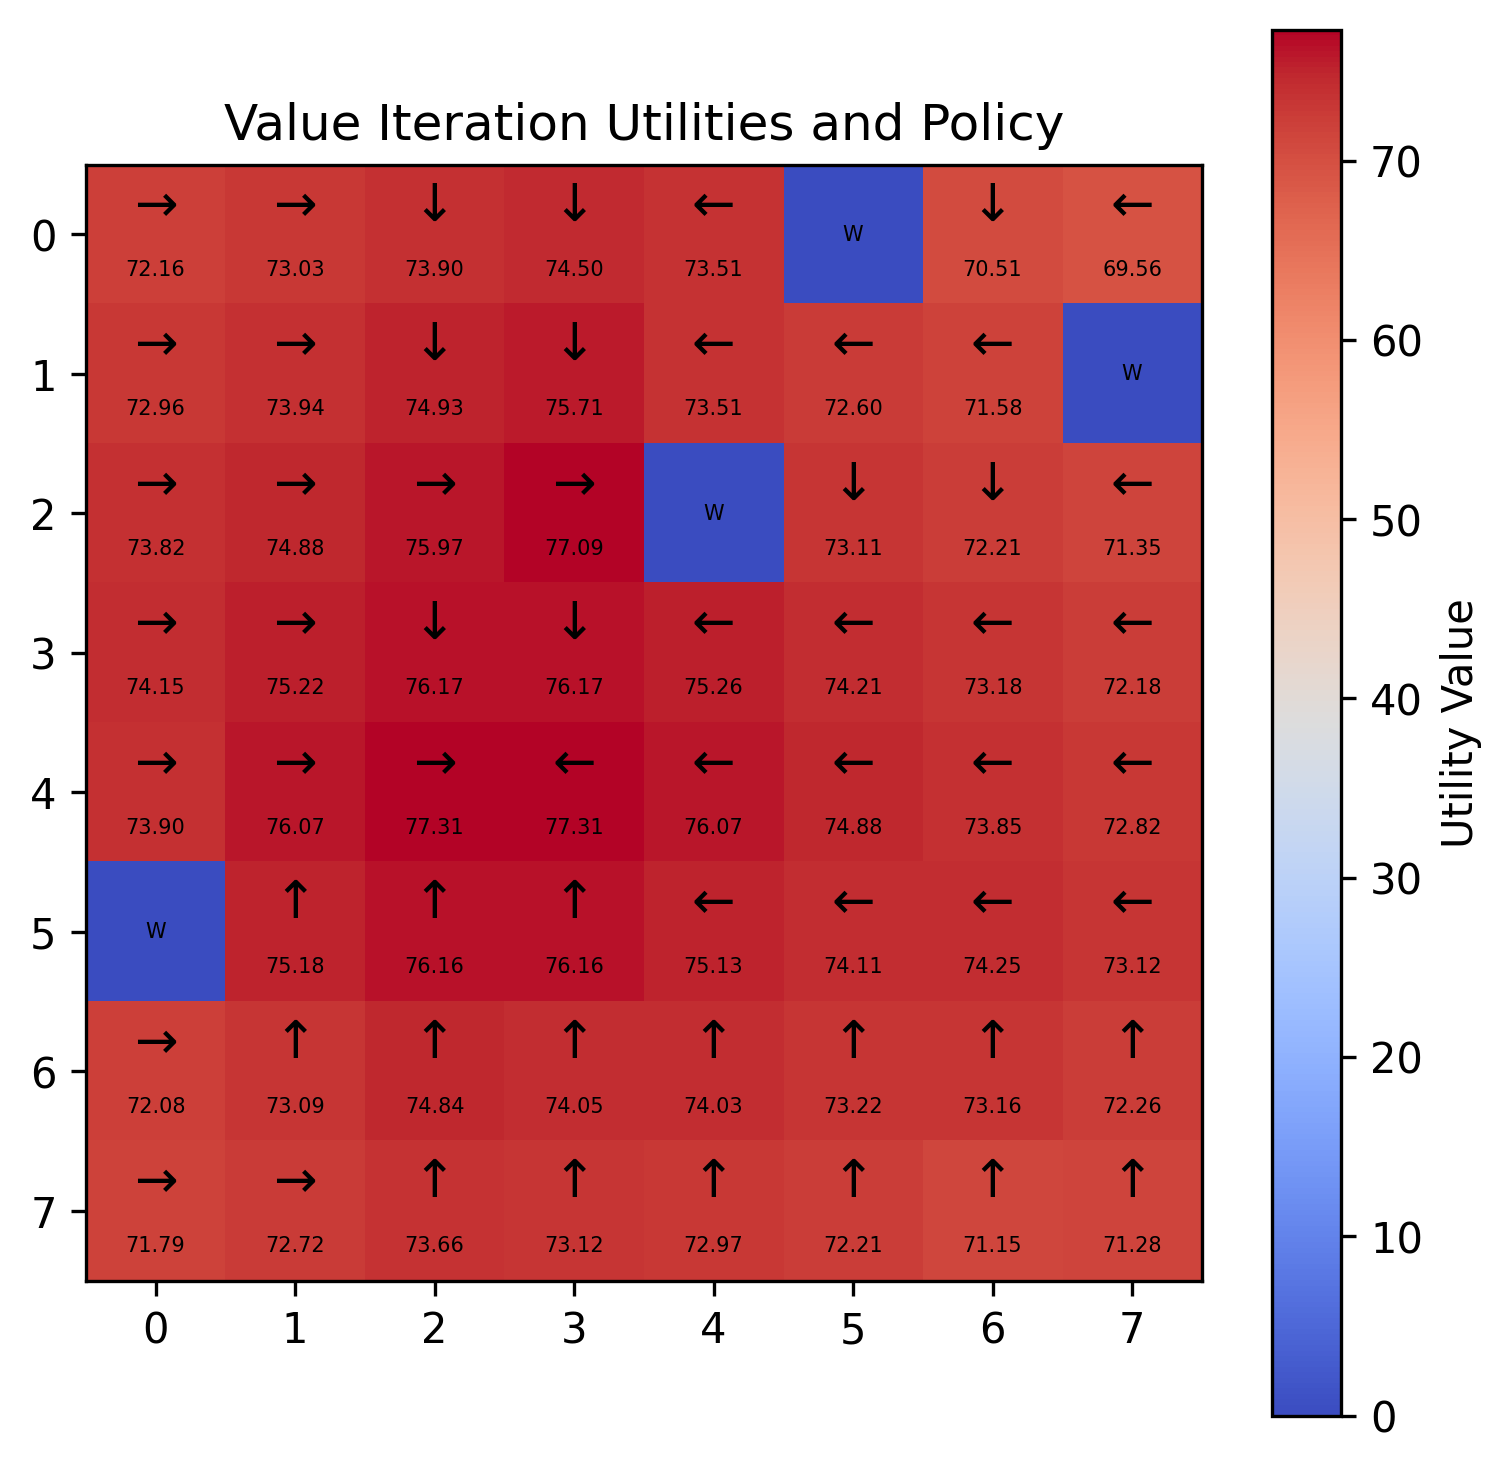 Value Iteration Utilities and Policy
→ → ↓ ↓ ← ↓ ←
0 72.16 73.03 73.90 74.50 73.51 W 70.51 69.56
→ → ↓ ↓ ← ← ←
1 72.96 73.94 74.93 75.71 73.51 72.60 71.58 W
→ → → → ↓ ↓ ←
2 73.82 74.88 75.97 77.09 W 73.11 72.21 71.35
→ → ↓ ↓ ← ← ← ←
3 74.15 75.22 76.17 76.17 75.26 74.21 73.18 72.18
→ → → ← ← ← ← ←
4 73.90 76.07 77.31 77.31 76.07 74.88 73.85 72.82
↑ ↑ ↑ ← ← ← ←
5 W 75.18 76.16 76.16 75.13 74.11 74.25 73.12
→ ↑ ↑ ↑ ↑ ↑ ↑ ↑
6 72.08 73.09 74.84 74.05 74.03 73.22 73.16 72.26
→ → ↑ ↑ ↑ ↑ ↑ ↑
7 71.79 72.72 73.66 73.12 72.97 72.21 71.15 71.28
0 1 2 3 4 5 6 7
70
60
50
40
30
20
10
0
Utility Value